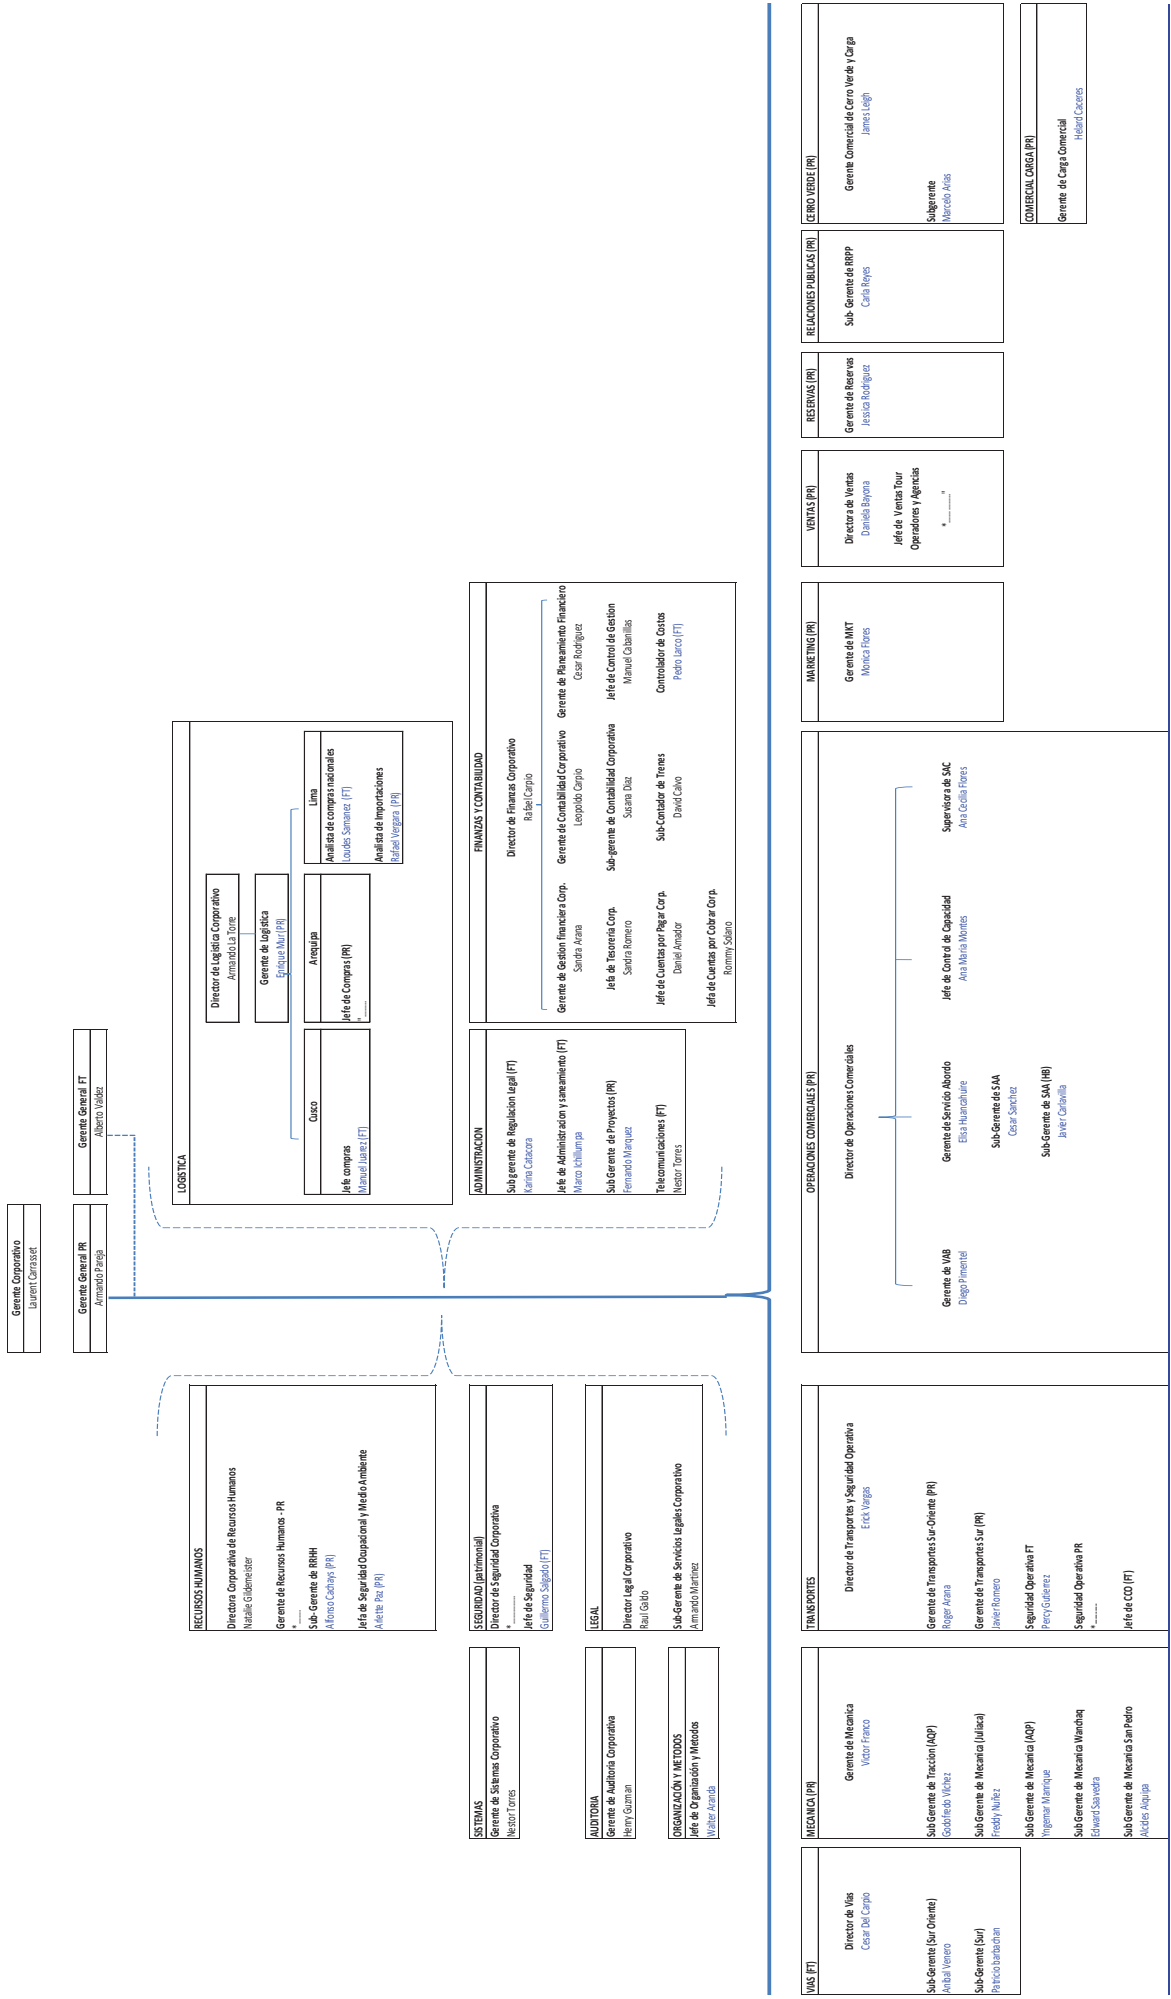 Gerente Corporativo
Laurent Carrasset
Gerente General PR
Armando Pareja
Gerente General FT
Alberto Valdez
RECURSOS HUMANOS
Directora Corporativa de Recursos Humanos
Natalie Gildemeister
Gerente de Recursos Humanos - PR
*____
Sub- Gerente de RRHH
Alfonso Cachays (PR)
Jefa de Seguridad Ocupacional y Medio Ambiente
Arlette Paz (PR)
LOGISTICA
Director de Logistica Corporativo
Armando La Torre
Gerente de Logistica
Enrique Mur (PR)
Cusco
Jefe compras
Manuel Juarez (FT)
Arequipa
Jefe de Compras (PR)
"_____
Lima
Analista de compras nacionales
Loudes Samanez (FT)
Analista de Importaciones
Rafael Vergara (PR)
SISTEMAS
Gerente de Sistemas Corporativo
Nestor Torres
SEGURIDAD (patrimonial)
Director de Seguridad Corporativa
*_______
Jefe de Seguridad
Guillermo Salgado (FT)
ADMINISTRACION
Sub gerente de Regulacion Legal (FT)
Karina Catacora
Jefe de Administracion y saneamiento (FT)
Marco Ichillumpa
Sub Gerente de Proyectos (PR)
Fernando Marquez
Telecomunicaciones (FT)
Nestor Torres
FINANZAS Y CONTABILIDAD
Director de Finanzas Corporativo
Rafael Carpio
Gerente de Gestion financiera Corp.
Sandra Arana
Jefa de Tesoreria Corp.
Sandra Romero
Jefe de Cuentas por Pagar Corp.
Daniel Amador
Jefa de Cuentas por Cobrar Corp.
Rommy Solano
Gerente de Contabilidad Corporativo
Leopoldo Carpio
Sub-gerente de Contabilidad Corporativa
Susana Diaz
Sub-Contador de Trenes
David Calvo
Gerente de Planeamiento Financiero
Cesar Rodriguez
Jefe de Control de Gestion
Manuel Cabanillas
Controlador de Costos
Pedro Larco (FT)
AUDITORIA
Gerente de Auditoria Corporativa
Henry Guzman
LEGAL
Director Legal Corporativo
Raul Galdo
Sub-Gerente de Servicios Legales Corporativo
Armando Martinez
ORGANIZACIÓN Y METODOS
Jefe de Organización y Metodos
Walter Aranda
VIAS (FT)
Director de Vias
Cesar Del Carpio
Sub-Gerente (Sur Oriente)
Anibal Venero
Sub-Gerente (Sur)
Patricio barbachan
MECANICA (PR)
Gerente de Mecanica
Victor Franco
Sub Gerente de Traccion (AQP)
Godofredo Vilchez
Sub Gerente de Mecanica (Juliaca)
Freddy Nuñez
Sub Gerente de Mecanica (AQP)
Yngemar Manrique
Sub Gerente de Mecanica Wanchaq
Edward Saavedra
Sub Gerente de Mecanica San Pedro
Alcides Aiquipa
TRANSPORTES
Director de Transportes y Seguridad Operativa
Erick Vargas
Gerente de Transportes Sur-Oriente (PR)
Roger Arana
Gerente de Transportes Sur (PR)
Javier Romero
Seguridad Operativa FT
Percy Gutierrez
Seguridad Operativa PR
*_____
Jefe de CCO (FT)
OPERACIONES COMERCIALES (PR)
Director de Operaciones Comerciales
Gerente de VAB
Diego Pimentel
Gerente de Servicio Abordo
Elisa Huantahuire
Sub-Gerente de SAA
Cesar Sanchez
Sub-Gerente de SAA (HB)
Javier Carlavilla
Jefe de Control de Capacidad
Ana Maria Montes
Supervisora de SAC
Ana Cecilia Flores
MARKETING (PR)
Gerente de MKT
Monica Flores
VENTAS (PR)
Directora de Ventas
Daniela Bayona
Jefe de Ventas Tour
Operadores y Agencias
*_______"
RESERVAS (PR)
Gerente de Reservas
Jessica Rodriguez
RELACIONES PUBLICAS (PR)
Sub- Gerente de RRPP
Carla Reyes
CERRO VERDE (PR)
Gerente Comercial de Cerro Verde y Carga
James Leigh
Subgerente
Marcelo Arias
COMERCIAL CARGA (PR)
Gerente de Carga Comercial
Helard Caceres